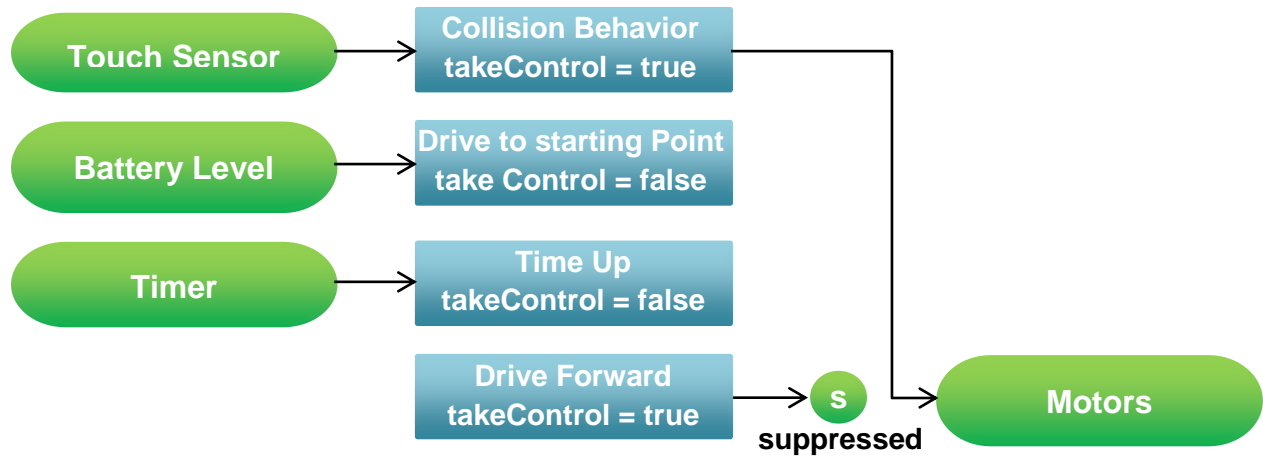 Touch Sensor
Collision Behavior
takeControl = true
Battery Level
Drive to starting Point
take Control = false
Timer
Time Up
takeControl = false
Drive Forward
takeControl = true
s
suppressed
Motors